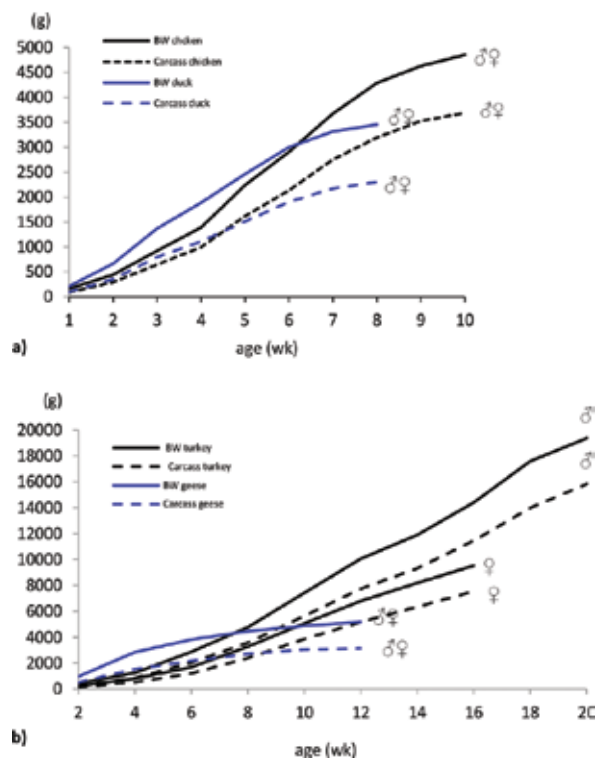 (g)
BW chicken
Carcass chicken
BW duck
Carcass duck
5000
4500
4000
3500
3000
2500
2000
1500
1000
500
0
♂♀
♂♀
♂♀
♂♀
1 2 3 4 5 6 7 8 9 10
a)
age (wk)
(g)
20000
18000
16000
14000
12000
10000
8000
6000
4000
2000
0
BW turkey
Carcass turkey
BW geese
Carcass geese
♂
♂
♀
♀
♂♀
♂♀
2 4 6 8 10 12 14 16 18 20
b)
age (wk)